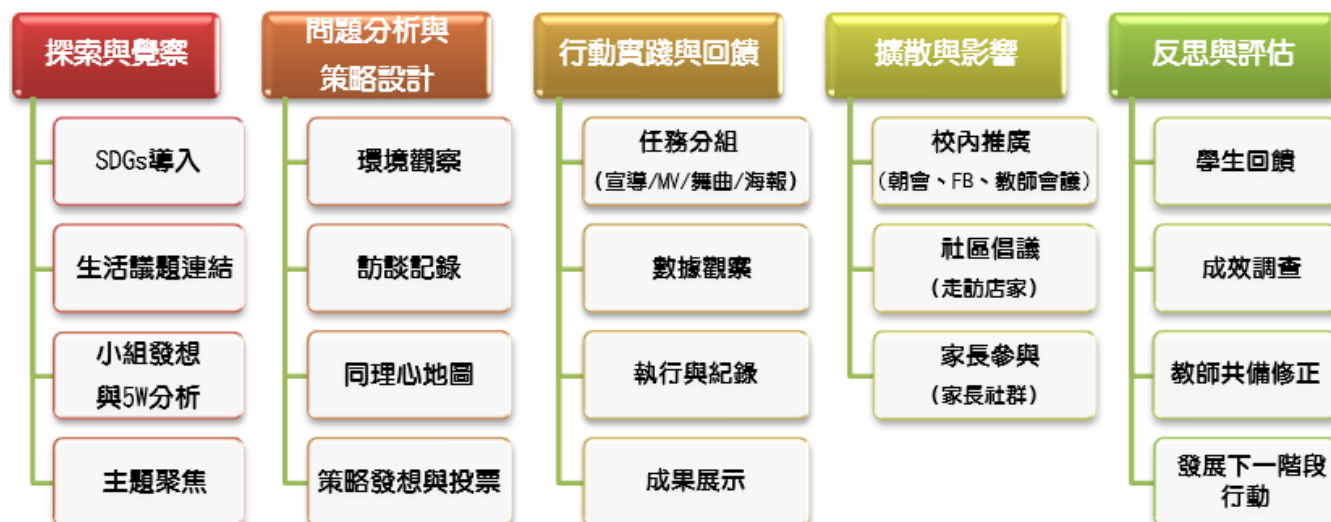 探索與覺察
SDGs導入
生活議題連結
小組發想
與5W分析
主題聚焦
問題分析與
策略設計
環境觀察
訪談記錄
同理心地圖
策略發想與投票
行動實踐與回饋
任務分組
(宣導/MV/舞曲/海報)
數據觀察
執行與紀錄
成果展示
擴散與影響
校內推廣
(朝會、FB、教師會議)
社區倡議
(走訪店家)
家長參與
(家長社群)
反思與評估
學生回饋
成效調查
教師共備修正
發展下一階段
行動